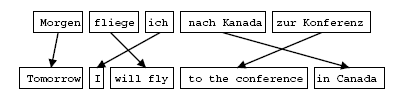 Morgen fliege ich nach Kanada zur Konferenz
Tomorrow I will fly to the conference in Canada